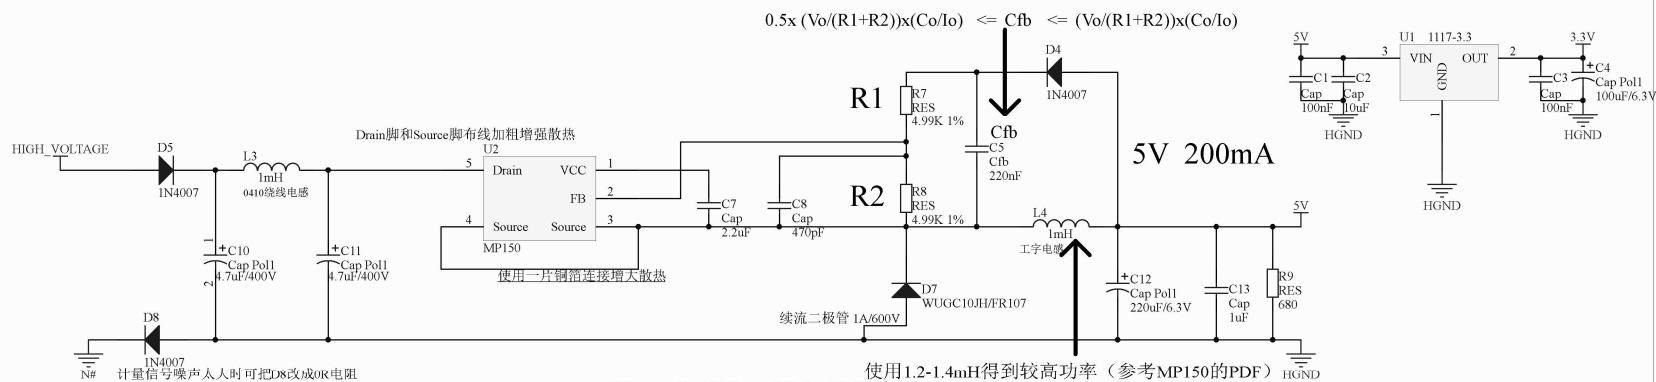 0.5x (Vo/(R1+R2))x(Co/Io) <= Cfb <= (Vo/(R1+R2))x(Co/Io)
HIGH_VOLTAGE
D5
1N4007
L3
1mH
0410绕线电感
1
C10
Cap Pol1
4.7uF/400V
2
C11
Cap Pol1
4.7uF/400V
D8
1N4007
N#
计量信号噪声太大时可把D8改成0R电阻
Drain脚和Source脚布线加粗增强散热
U2
5
Drain
VCC
1
FB
2
4
Source
Source
3
MP150
使用一片铜箔连接增大散热
C7
Cap
2.2uF
C8
Cap
470pF
R1
R7
RES
4.99K 1%
R2
R8
RES
4.99K 1%
Cfb
C5
Cfb
220nF
D4
1N4007
D7
WUGC10JH/FR107
续流二极管 1A/600V
L4
1mH
工字电感
使用1.2-1.4mH得到较高功率（参考MP150的PDF）
5V 200mA
C12
Cap Pol1
220uF/6.3V
C13
Cap
1uF
R9
RES
680
5V
HGND
5V
C1
Cap
100nF
C2
Cap
10uF
HGND
U1
1117-3.3
3
VIN
OUT
2
GND
1
HGND
3.3V
C3
Cap
100nF
C4
Cap Pol1
100uF/6.3V
HGND